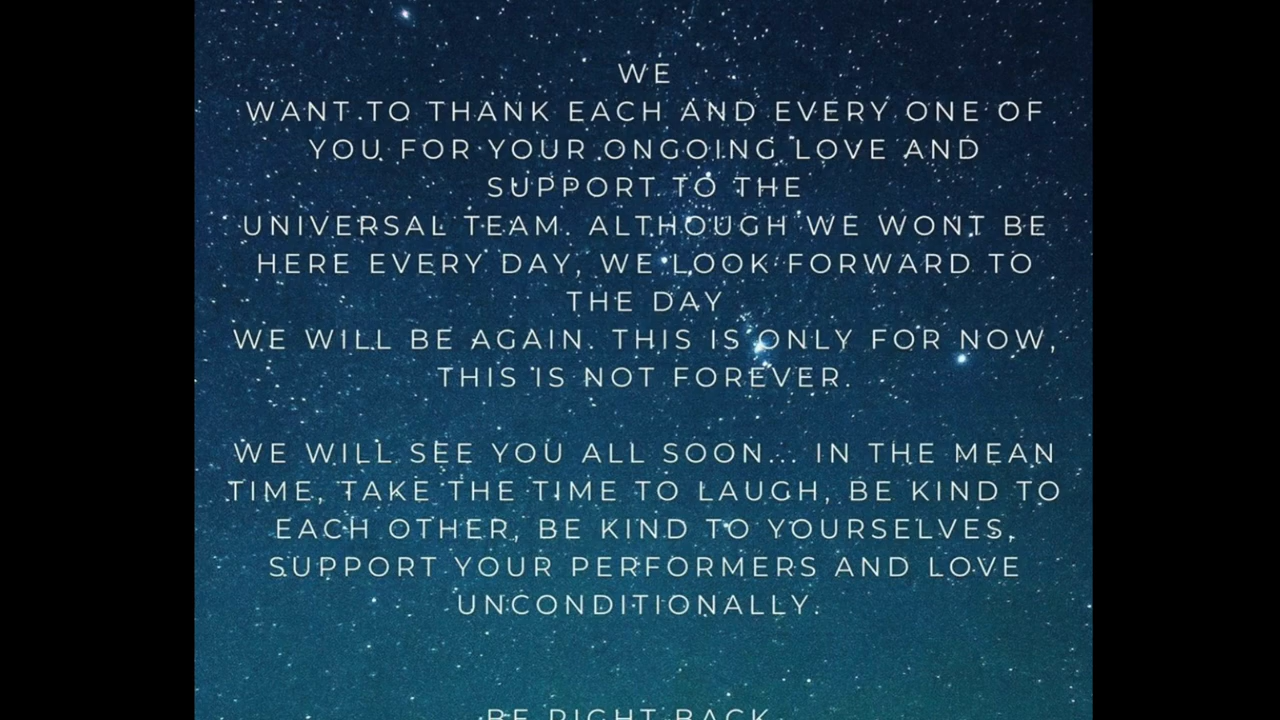 WE
WANT TO THANK EACH AND EVERY ONE OF
YOU FOR YOUR ONGOING LOVE AND
SUPPORT TO THE
UNIVERSAL TEAM. ALTHOUGH WE WONT BE
HERE EVERY DAY, WE LOOK FORWARD TO
THE DAY
WE WILL BE AGAIN. THIS IS ONLY FOR NOW,
THIS IS NOT FOREVER.
WE WILL SEE YOU ALL SOON... IN THE MEAN
TIME, TAKE THE TIME TO LAUGH, BE KIND TO
EACH OTHER, BE KIND TO YOURSELVES,
SUPPORT YOUR PERFORMERS AND LOVE
UNCONDITIONALLY.
BE RIGHT BACK